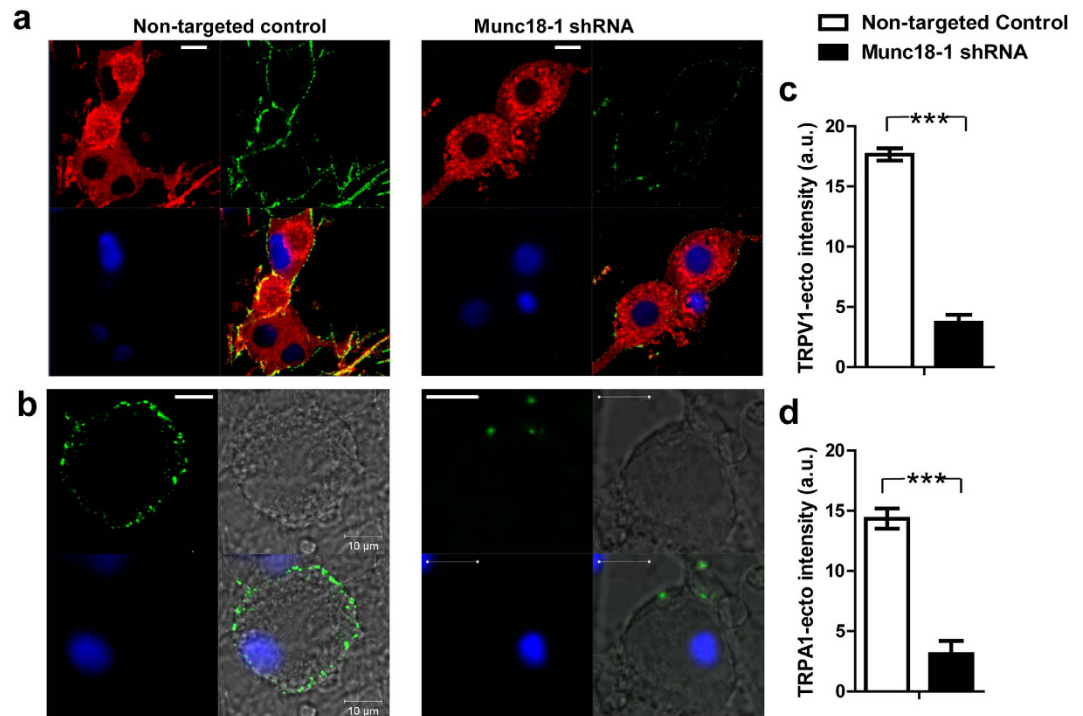 a
Non-targeted control
Munc18-1 shRNA
Non-targeted Control
Munc18-1 shRNA
c
TRPV1-ecto intensity (a.u.)
20
15
10
5
0
***
b
10 µm
10 µm
d
TRPA1-ecto intensity (a.u.)
20
15
10
5
0
***